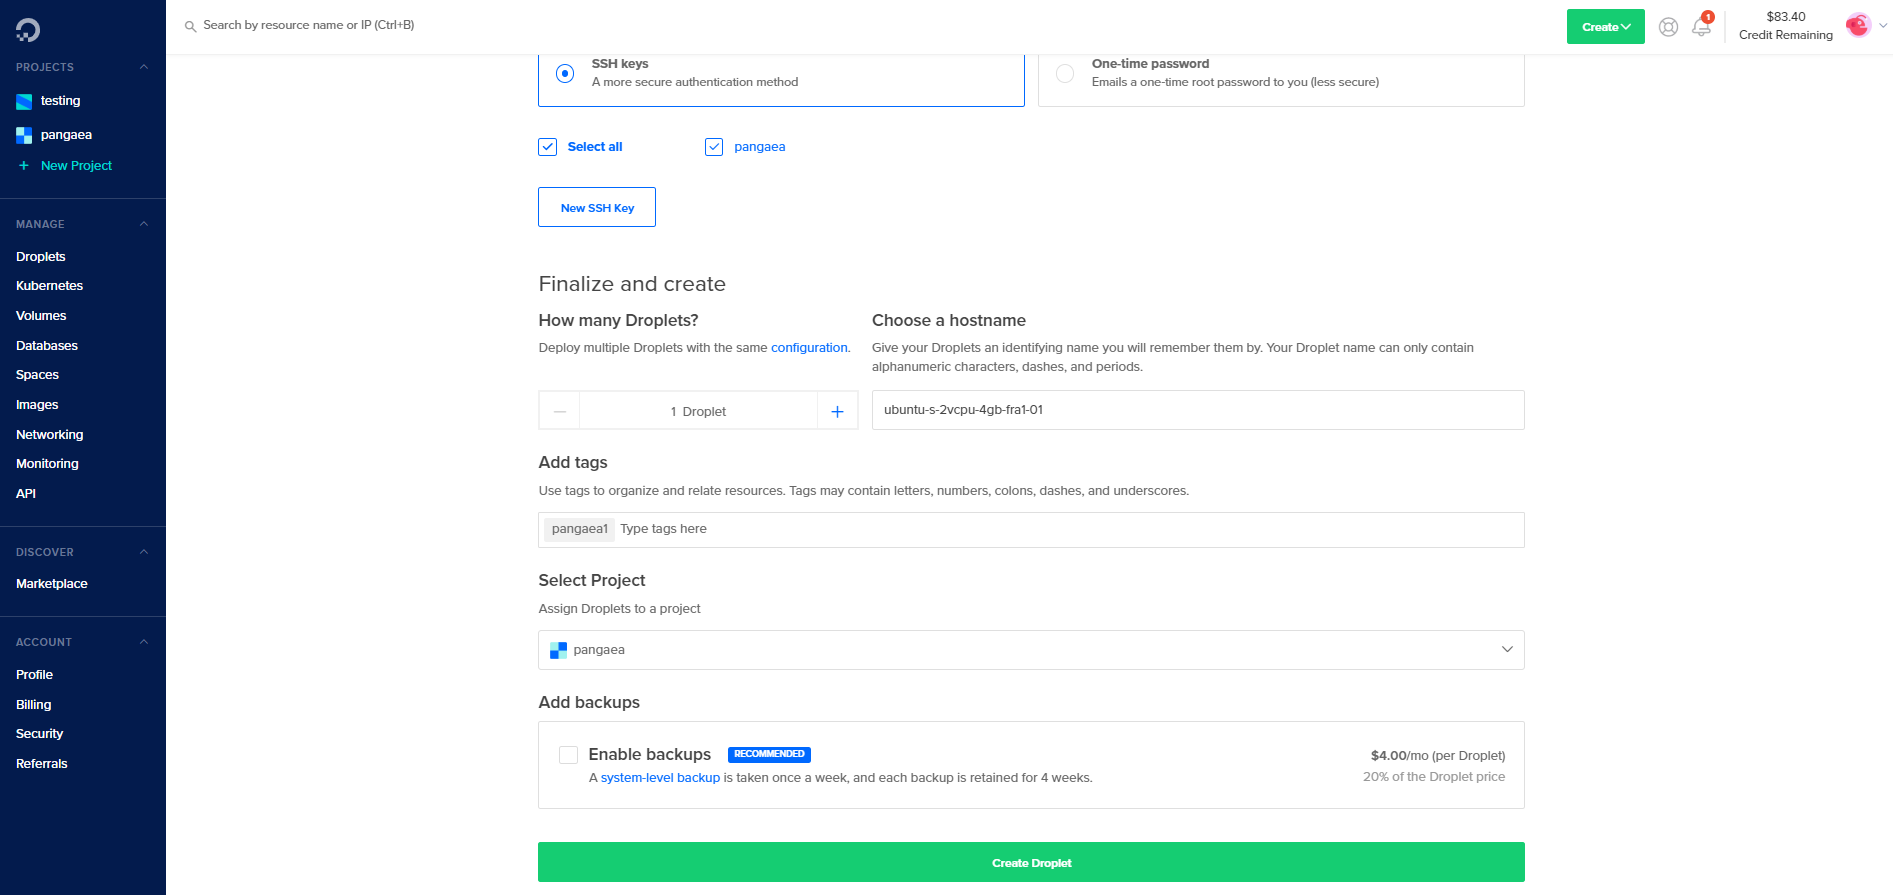 Search by resource name or IP (Ctrl+B)
Create
1
$83.40
Credit Remaining
PROJECTS
testing
pangaea
+ New Project
MANAGE
Droplets
Kubernetes
Volumes
Databases
Spaces
Images
Networking
Monitoring
API
DISCOVER
Marketplace
ACCOUNT
Profile
Billing
Security
Referrals
SSH keys
A more secure authentication method
One-time password
Emails a one-time root password to you (less secure)
Select all
pangaea
New SSH Key
Finalize and create
How many Droplets?
Deploy multiple Droplets with the same configuration.
— 1 Droplet +
Choose a hostname
Give your Droplets an identifying name you will remember them by. Your Droplet name can only contain
alphanumeric characters, dashes, and periods.
ubuntu-s-2vcpu-4gb-fra1-01
Add tags
Use tags to organize and relate resources. Tags may contain letters, numbers, colons, dashes, and underscores.
pangaea1 Type tags here
Select Project
Assign Droplets to a project
pangaea
Add backups
Enable backups RECOMMENDED
A system-level backup is taken once a week, and each backup is retained for 4 weeks.
$4.00/mo (per Droplet)
20% of the Droplet price
Create Droplet